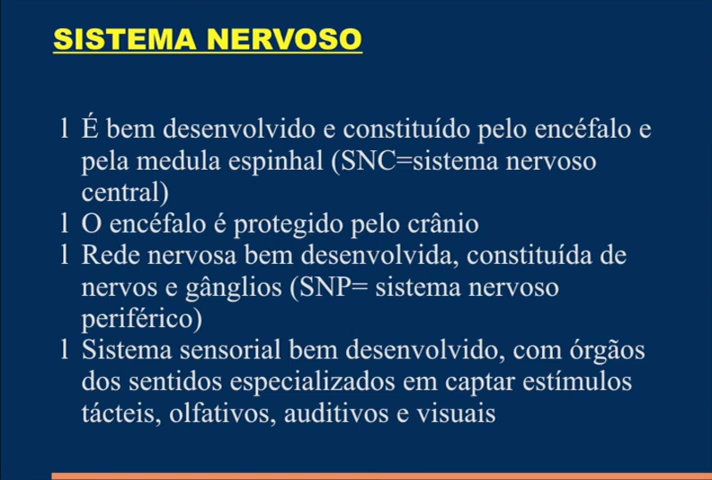 SISTEMA NERVOSO
l É bem desenvolvido e constituído pelo encéfalo e
pela medula espinhal (SNC=sistema nervoso
central)
l O encéfalo é protegido pelo crânio
l Rede nervosa bem desenvolvida, constituída de
nervos e gânglios (SNP= sistema nervoso
periférico)
l Sistema sensorial bem desenvolvido, com órgãos
dos sentidos especializados em captar estímulos
tácteis, olfativos, auditivos e visuais